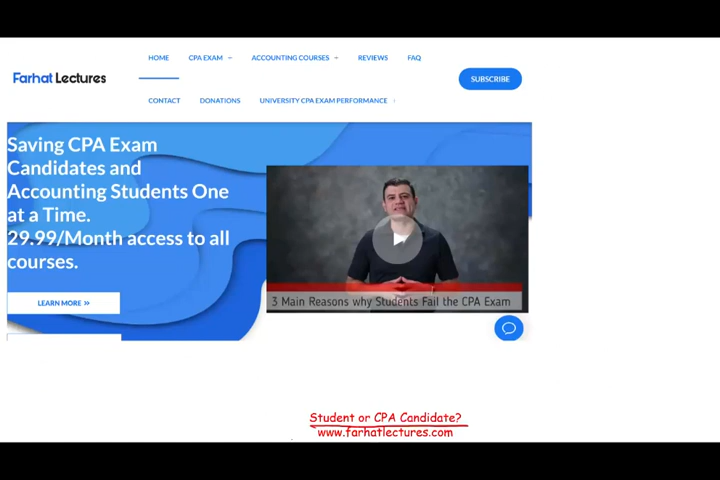 HOME CPA EXAM ACCOUNTING COURSES REVIEWS FAQ
Farhat Lectures
SUBSCRIBE
CONTACT DONATIONS UNIVERSITY CPA EXAM PERFORMANCE
Saving CPA Exam
Candidates and
Accounting Students One
at a Time.
29.99/Month access to all
courses.
LEARN MORE »
3 Main Reasons why Students Fail the CPA Exam
Student or CPA Candidate?
www.farhatlectures.com